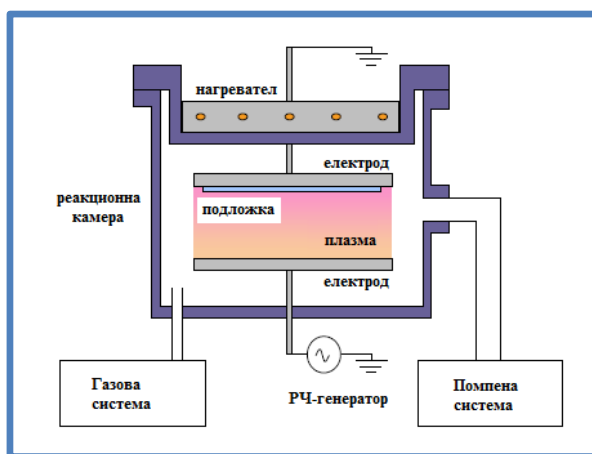 нагревател
електрод
реакционна
камера
подложка
плазма
електрод
Газова
система
РЧ-генератор
Помпена
система